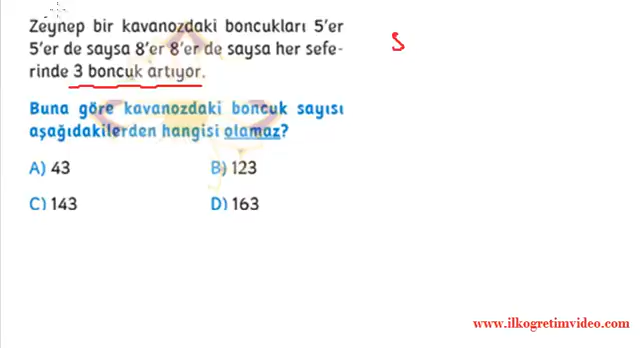 Zeynep bir kavanozdaki boncukları 5'er
5'er de saysa 8'er 8'er de saysa her sefe-
rinde 3 boncuk artıyor.
Buna göre kavanozdaki boncuk sayısı
aşağıdakilerden hangisi olamaz?
A) 43 B) 123
C) 143 D) 163
www.ilkogretimvideo.com